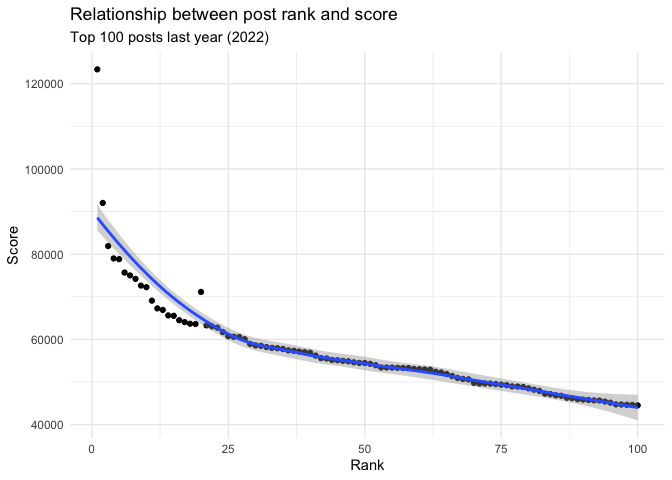 Relationship between post rank and score
Top 100 posts last year (2022)
120000
100000
80000
60000
40000
Score
0 25 50 75 100
Rank